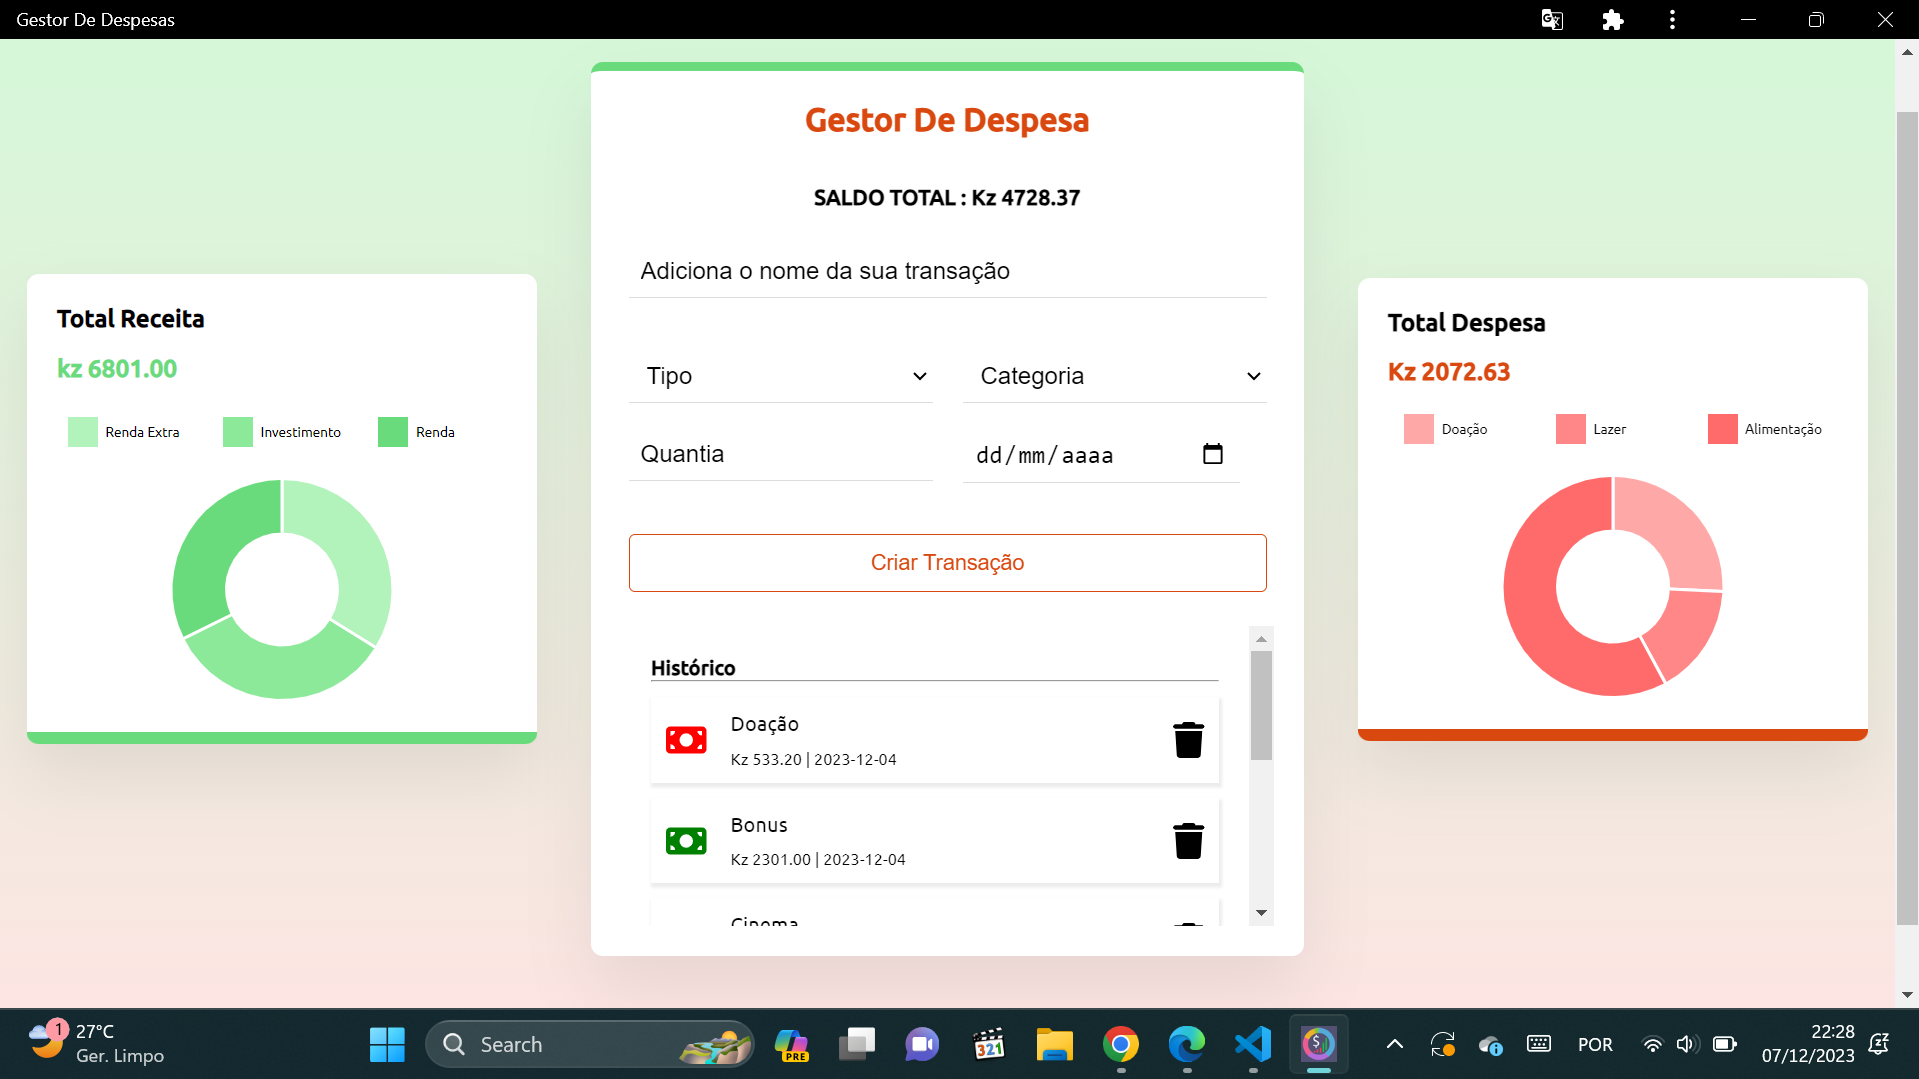 Gestor De Despesas
Gestor De Despesa
SALDO TOTAL : Kz 4728.37
Adiciona o nome da sua transação
Tipo
Categoria
Quantia
dd/mm/aaaa
Criar Transação
Histórico
Doação
Kz 533.20 | 2023-12-04
Bonus
Kz 2301.00 | 2023-12-04
Cinema
Total Receita
kz 6801.00
Renda Extra
Investimento
Renda
Total Despesa
Kz 2072.63
Doação
Lazer
Alimentação
1
27°C
Ger. Limpo
Search
PRE
321
POR
22:28
07/12/2023